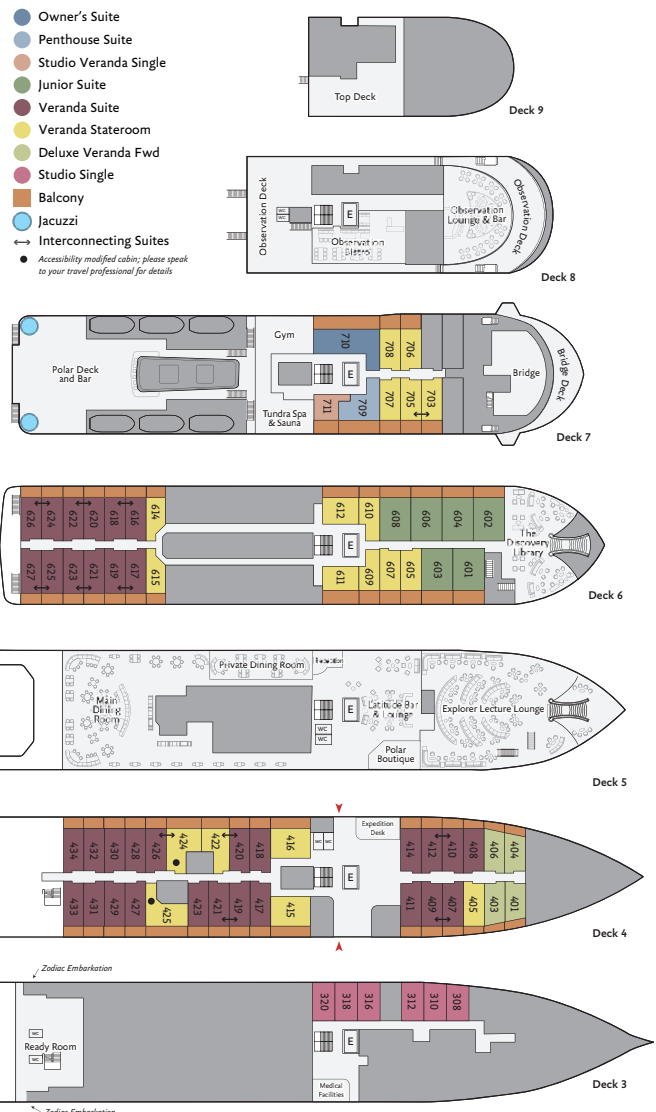 Owner's Suite
Penthouse Suite
Studio Veranda Single
Junior Suite
Veranda Suite
Veranda Stateroom
Deluxe Veranda Fwd
Studio Single
Balcony
Jacuzzi
Interconnecting Suites
Accessibility modified cabin; please speak
to your travel professional for details
Top Deck
Deck 9
Observation Deck
WC
WC
E
Observation
Bistro
Observation
Lounge & Bar
Observation Deck
Deck 8
Polar Deck
and Bar
Gym
Tundra Spa
& Sauna
E
710
708
706
711
709
707
705
703
Bridge
Bridge Deck
Deck 7
626
624
622
620
618
616
614
612
610
608
606
604
602
E
627
625
623
621
619
617
615
611
609
607
605
603
601
The
Discovery
Library
Deck 6
Main
Dining
Room
Private Dining Room
Reception
E
WC
WC
Latitude Bar
& Lounge
Polar
Boutique
Explorer Lecture Lounge
Deck 5
434
432
430
428
426
424
422
420
418
416
WC
WC
Expedition
Desk
414
412
410
408
406
404
E
433
431
429
427
425
423
421
419
417
415
411
409
407
405
403
401
Deck 4
Zodiac Embarkation
WC
Ready Room
WC
320
318
316
312
310
308
E
Medical
Facilities
Deck 3
Zodiac Embarkation